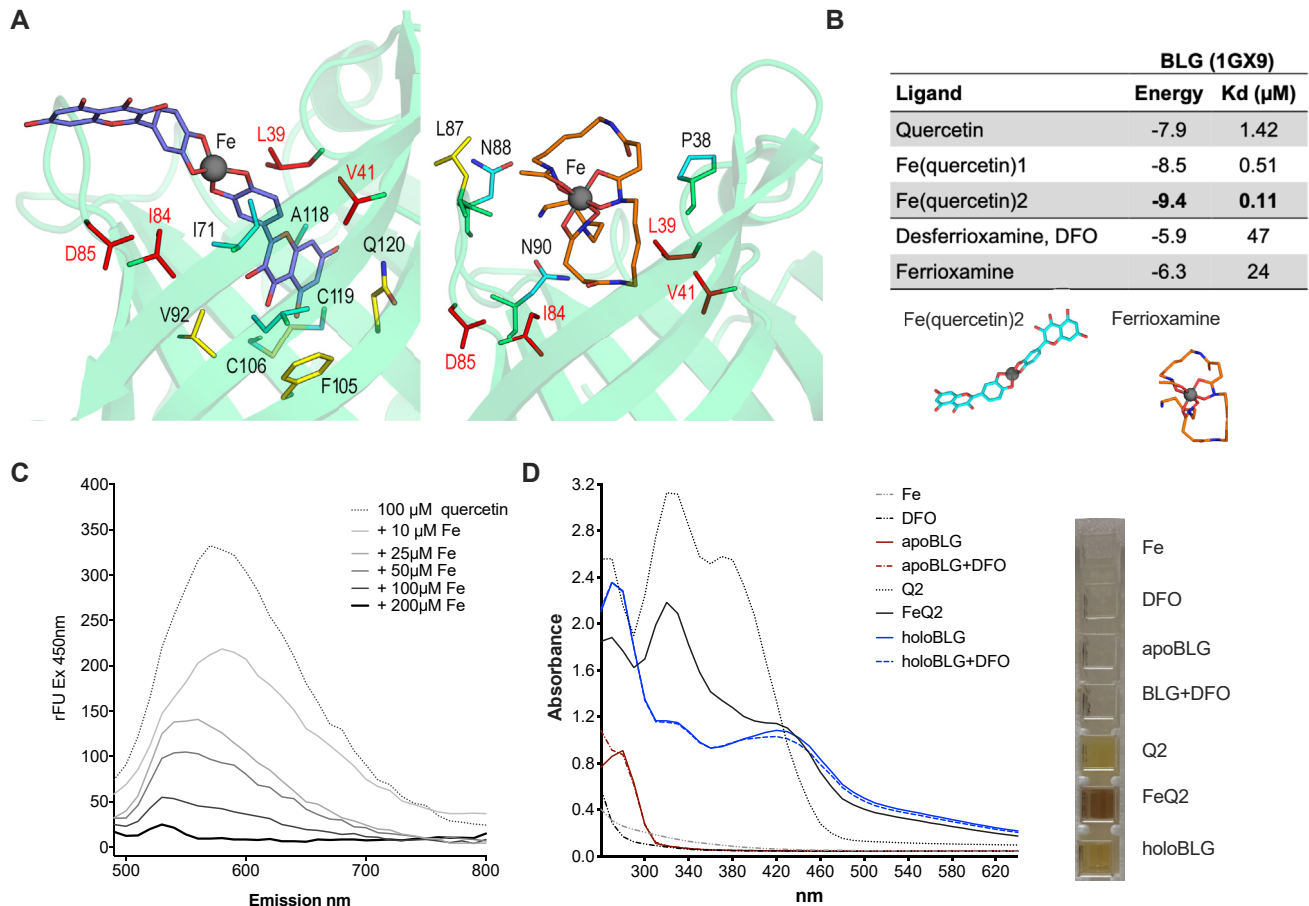 A
Fe
L39
V41
I84
D85
I71
A118
Q120
V92
C119
C106
F105
L87
N88
Fe
P38
N90
L39
V41
I84
D85
B
BLG (1GX9)
Ligand Energy Kd (µM)
Quercetin -7.9 1.42
Fe(quercetin)1 -8.5 0.51
Fe(quercetin)2 -9.4 0.11
Desferrioxamine, DFO -5.9 47
Ferrioxamine -6.3 24
Fe(quercetin)2
Ferrioxamine
C
rFU Ex 450nm
400
350
300
250
200
150
100
50
0
500 600 700 800
Emission nm
100 µM quercetin
+ 10 µM Fe
+ 25µM Fe
+ 50µM Fe
+ 100µM Fe
+ 200µM Fe
D
Absorbance
3.2
2.8
2.4
2.0
1.6
1.2
0.8
0.4
0.0
300 340 380 420 460 500 540 580 620
nm
Fe
DFO
apoBLG
apoBLG+DFO
Q2
FeQ2
holoBLG
holoBLG+DFO
Fe
DFO
apoBLG
BLG+DFO
Q2
FeQ2
holoBLG